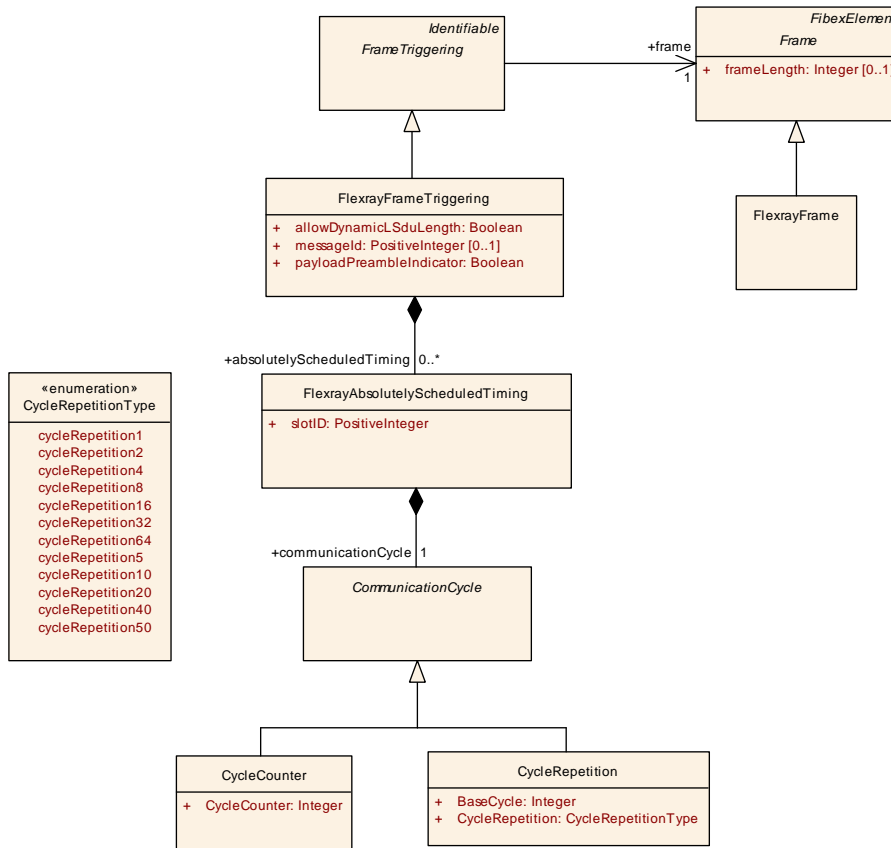 Identifiable
FrameTriggering
+frame
1
FibexElemen
Frame
+ frameLength: Integer [0..1]
FlexrayFrameTriggering
+ allowDynamicLSduLength: Boolean
+ messageId: PositiveInteger [0..1]
+ payloadPreambleIndicator: Boolean
FlexrayFrame
+absolutelyScheduledTiming 0..*
«enumeration»
CycleRepetitionType
cycleRepetition1
cycleRepetition2
cycleRepetition4
cycleRepetition8
cycleRepetition16
cycleRepetition32
cycleRepetition64
cycleRepetition5
cycleRepetition10
cycleRepetition20
cycleRepetition40
cycleRepetition50
FlexrayAbsolutelyScheduledTiming
+ slotID: PositiveInteger
+communicationCycle 1
CommunicationCycle
CycleCounter
+ CycleCounter: Integer
CycleRepetition
+ BaseCycle: Integer
+ CycleRepetition: CycleRepetitionType